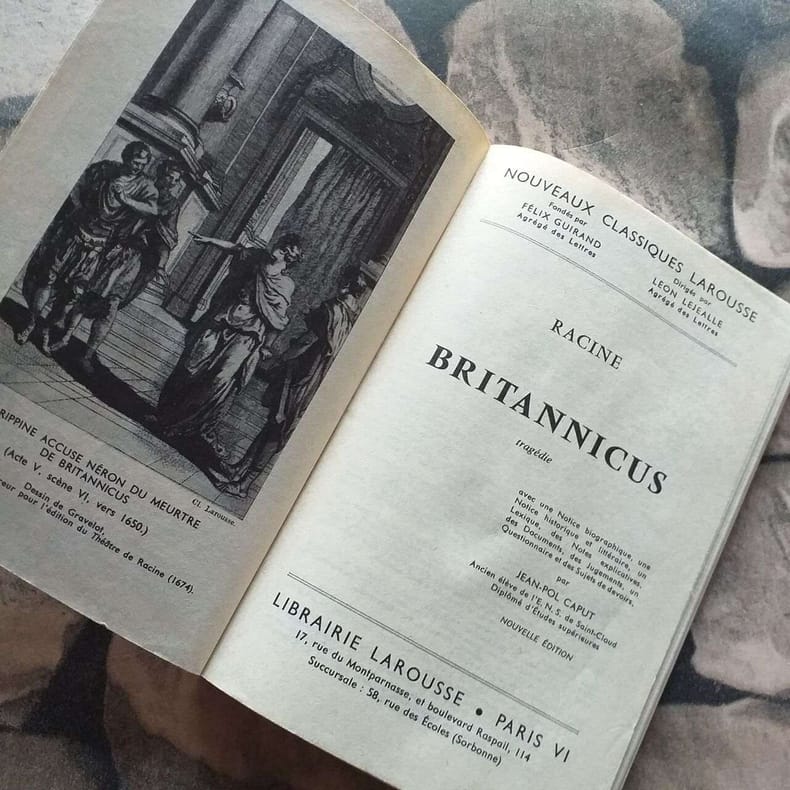 Cl. Larousse.
RIPPINE ACCUSE NÉRON DU MEURTRE
DE BRITANNICUS
(Acte V, scène VI, vers 1650.)
Dessin de Gravelot,
reur pour l'édition du Théâtre de Racine (1674).
NOUVEAUX CLASSIQUES LAROUSSE
Fondés par
FÉLIX GUIRAND
Agrégé des Lettres
Dirigés par
LÉON LEJEALLE
Agrégé des Lettres
RACINE
BRITANNICUS
tragédie
avec une Notice biographique, une
Notice historique et littéraire, un
Lexique, des Notes explicatives,
des Documents, des Jugements, un
Questionnaire et des Sujets de devoirs,
par
JEAN-POL CAPUT
Ancien élève de l'E. N. S. de Saint-Cloud
Diplômé d'Études supérieures
NOUVELLE ÉDITION
LIBRAIRIE LAROUSSE • PARIS VI
17, rue du Montparnasse, et boulevard Raspail, 114
Succursale : 58, rue des Écoles (Sorbonne)